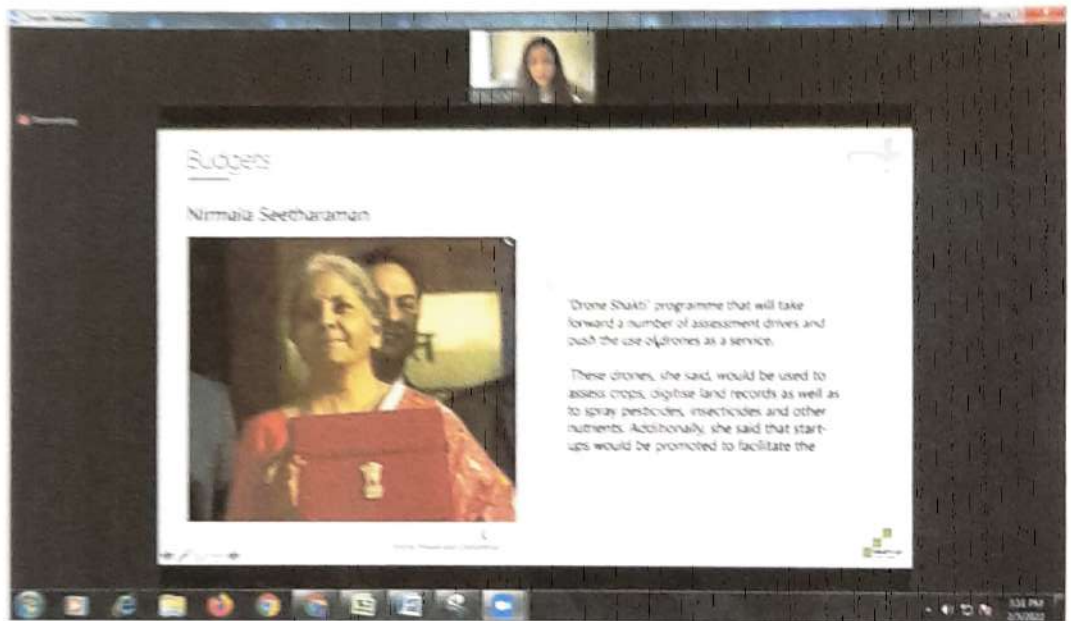 Budgets
Nirmala Seetharaman
'Drone Shakti' programme that will take
forward a number of assessment drives and
push the use of drones as a service.
These drones, she said, would be used to
assess crops, digitise land records as well as
to spray pesticides, insecticides and other
nutrients. Additionally, she said that start-
ups would be promoted to facilitate the